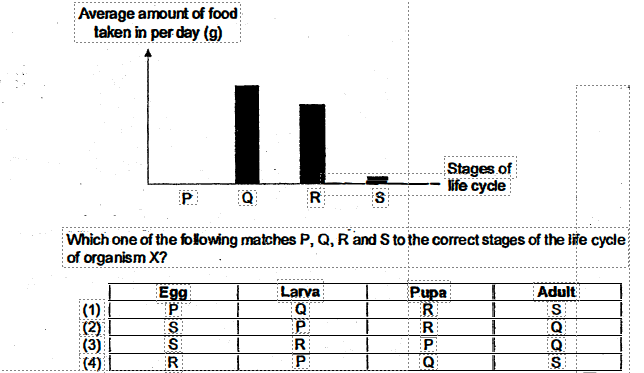 Average amount of food
taken in per day (g)
Stages of
life cycle
P Q R S
Which one of the following matches P, Q, R and S to the correct stages of the life cycle
of organism X?
Egg Larva Pupa Adult
(1) P Q R S
(2) S P R Q
(3) S R P Q
(4) R P Q S